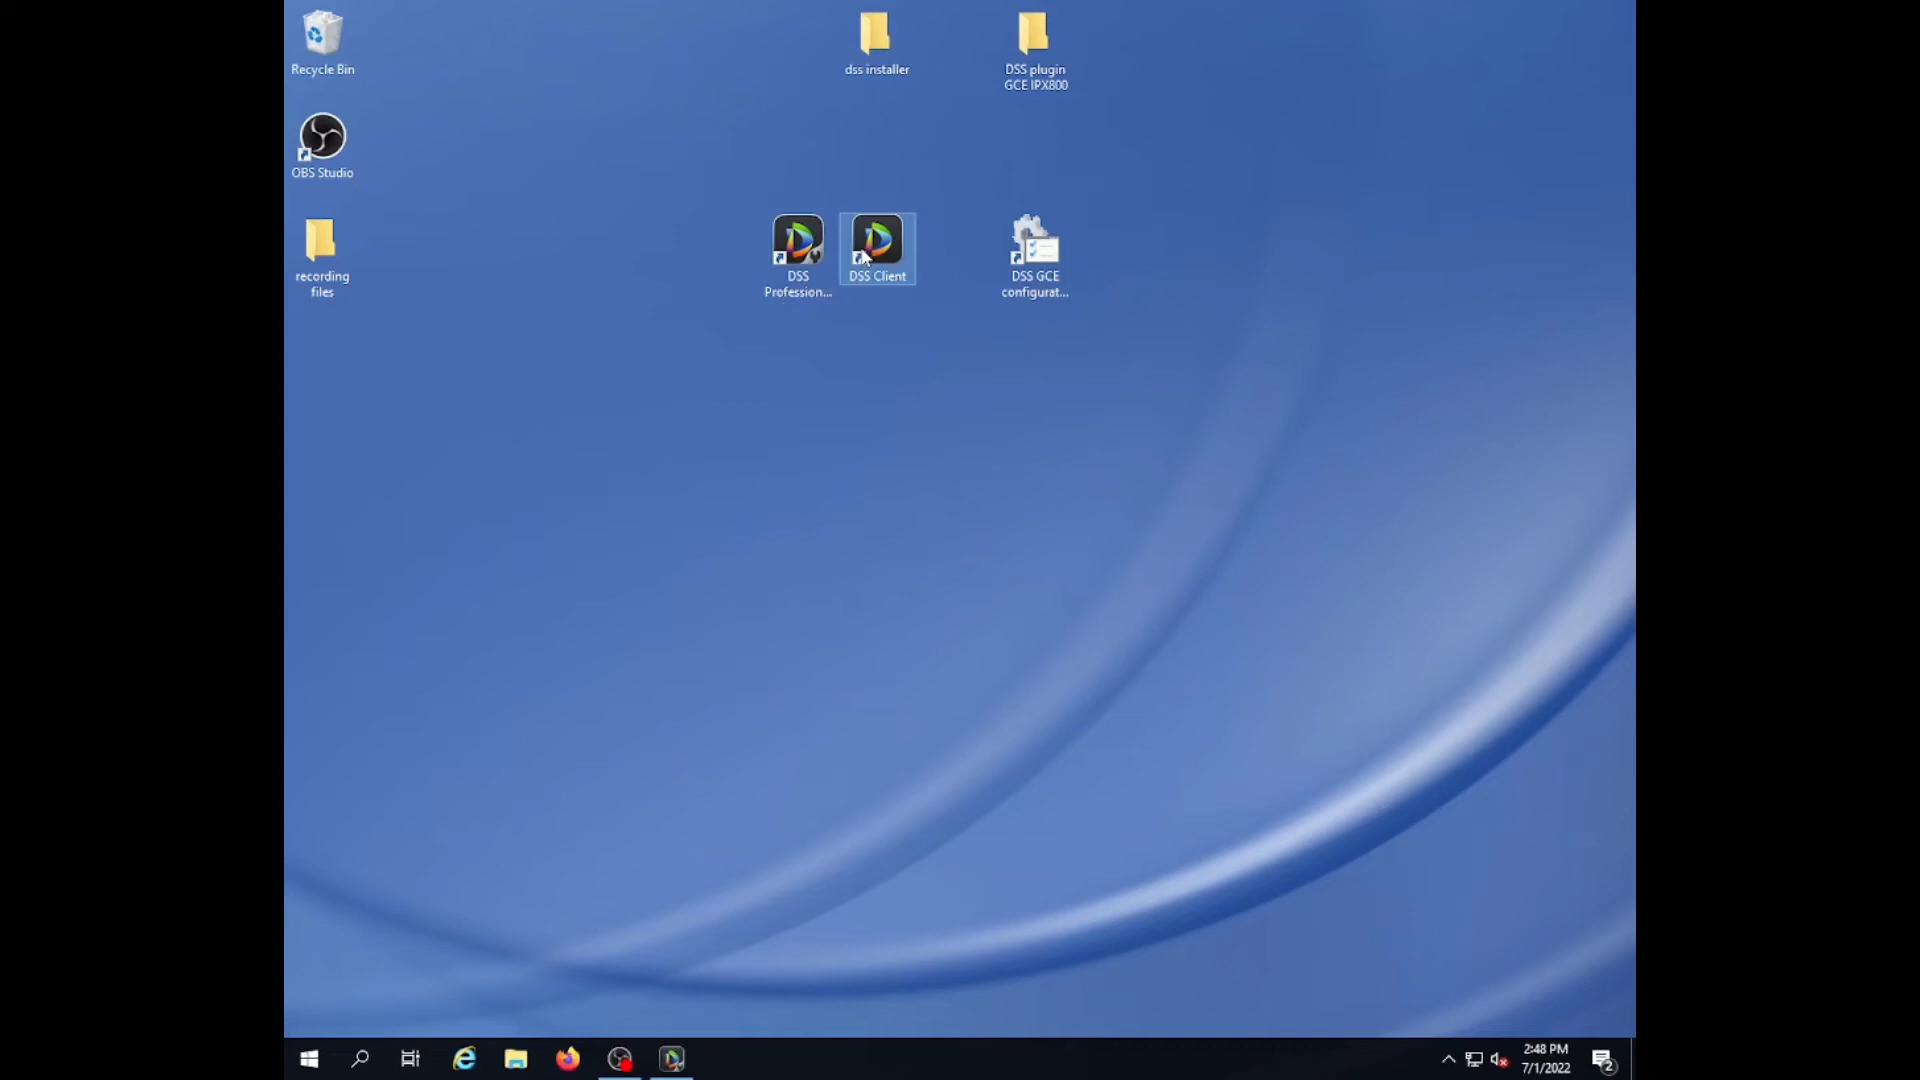 Recycle Bin
dss installer
DSS plugin
GCE IPX800
OBS Studio
recording
files
DSS
Profession...
DSS Client
DSS GCE
configurat...
2:48 PM
7/1/2022
2